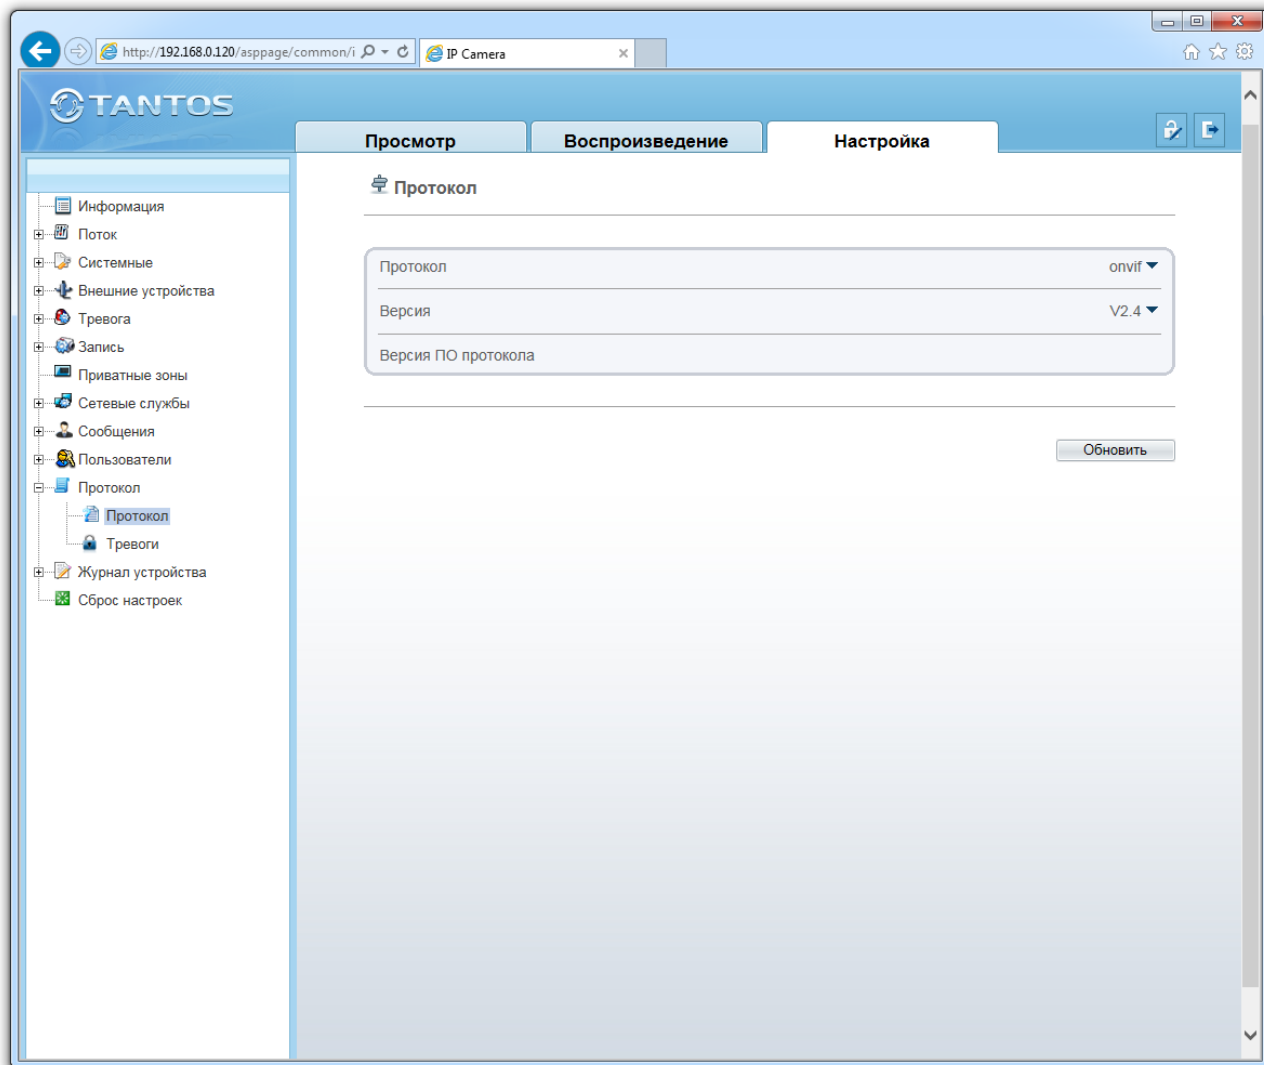 http://192.168.0.120/asppage/common/i
IP Camera
TANTOS
Просмотр
Воспроизведение
Настройка
Протокол
Информация
Поток
Системные
Внешние устройства
Тревога
Запись
Приватные зоны
Сетевые службы
Сообщения
Пользователи
Протокол
Протокол
Тревоги
Журнал устройства
Сброс настроек
Протокол onvif
Версия V2.4
Версия ПО протокола
Обновить